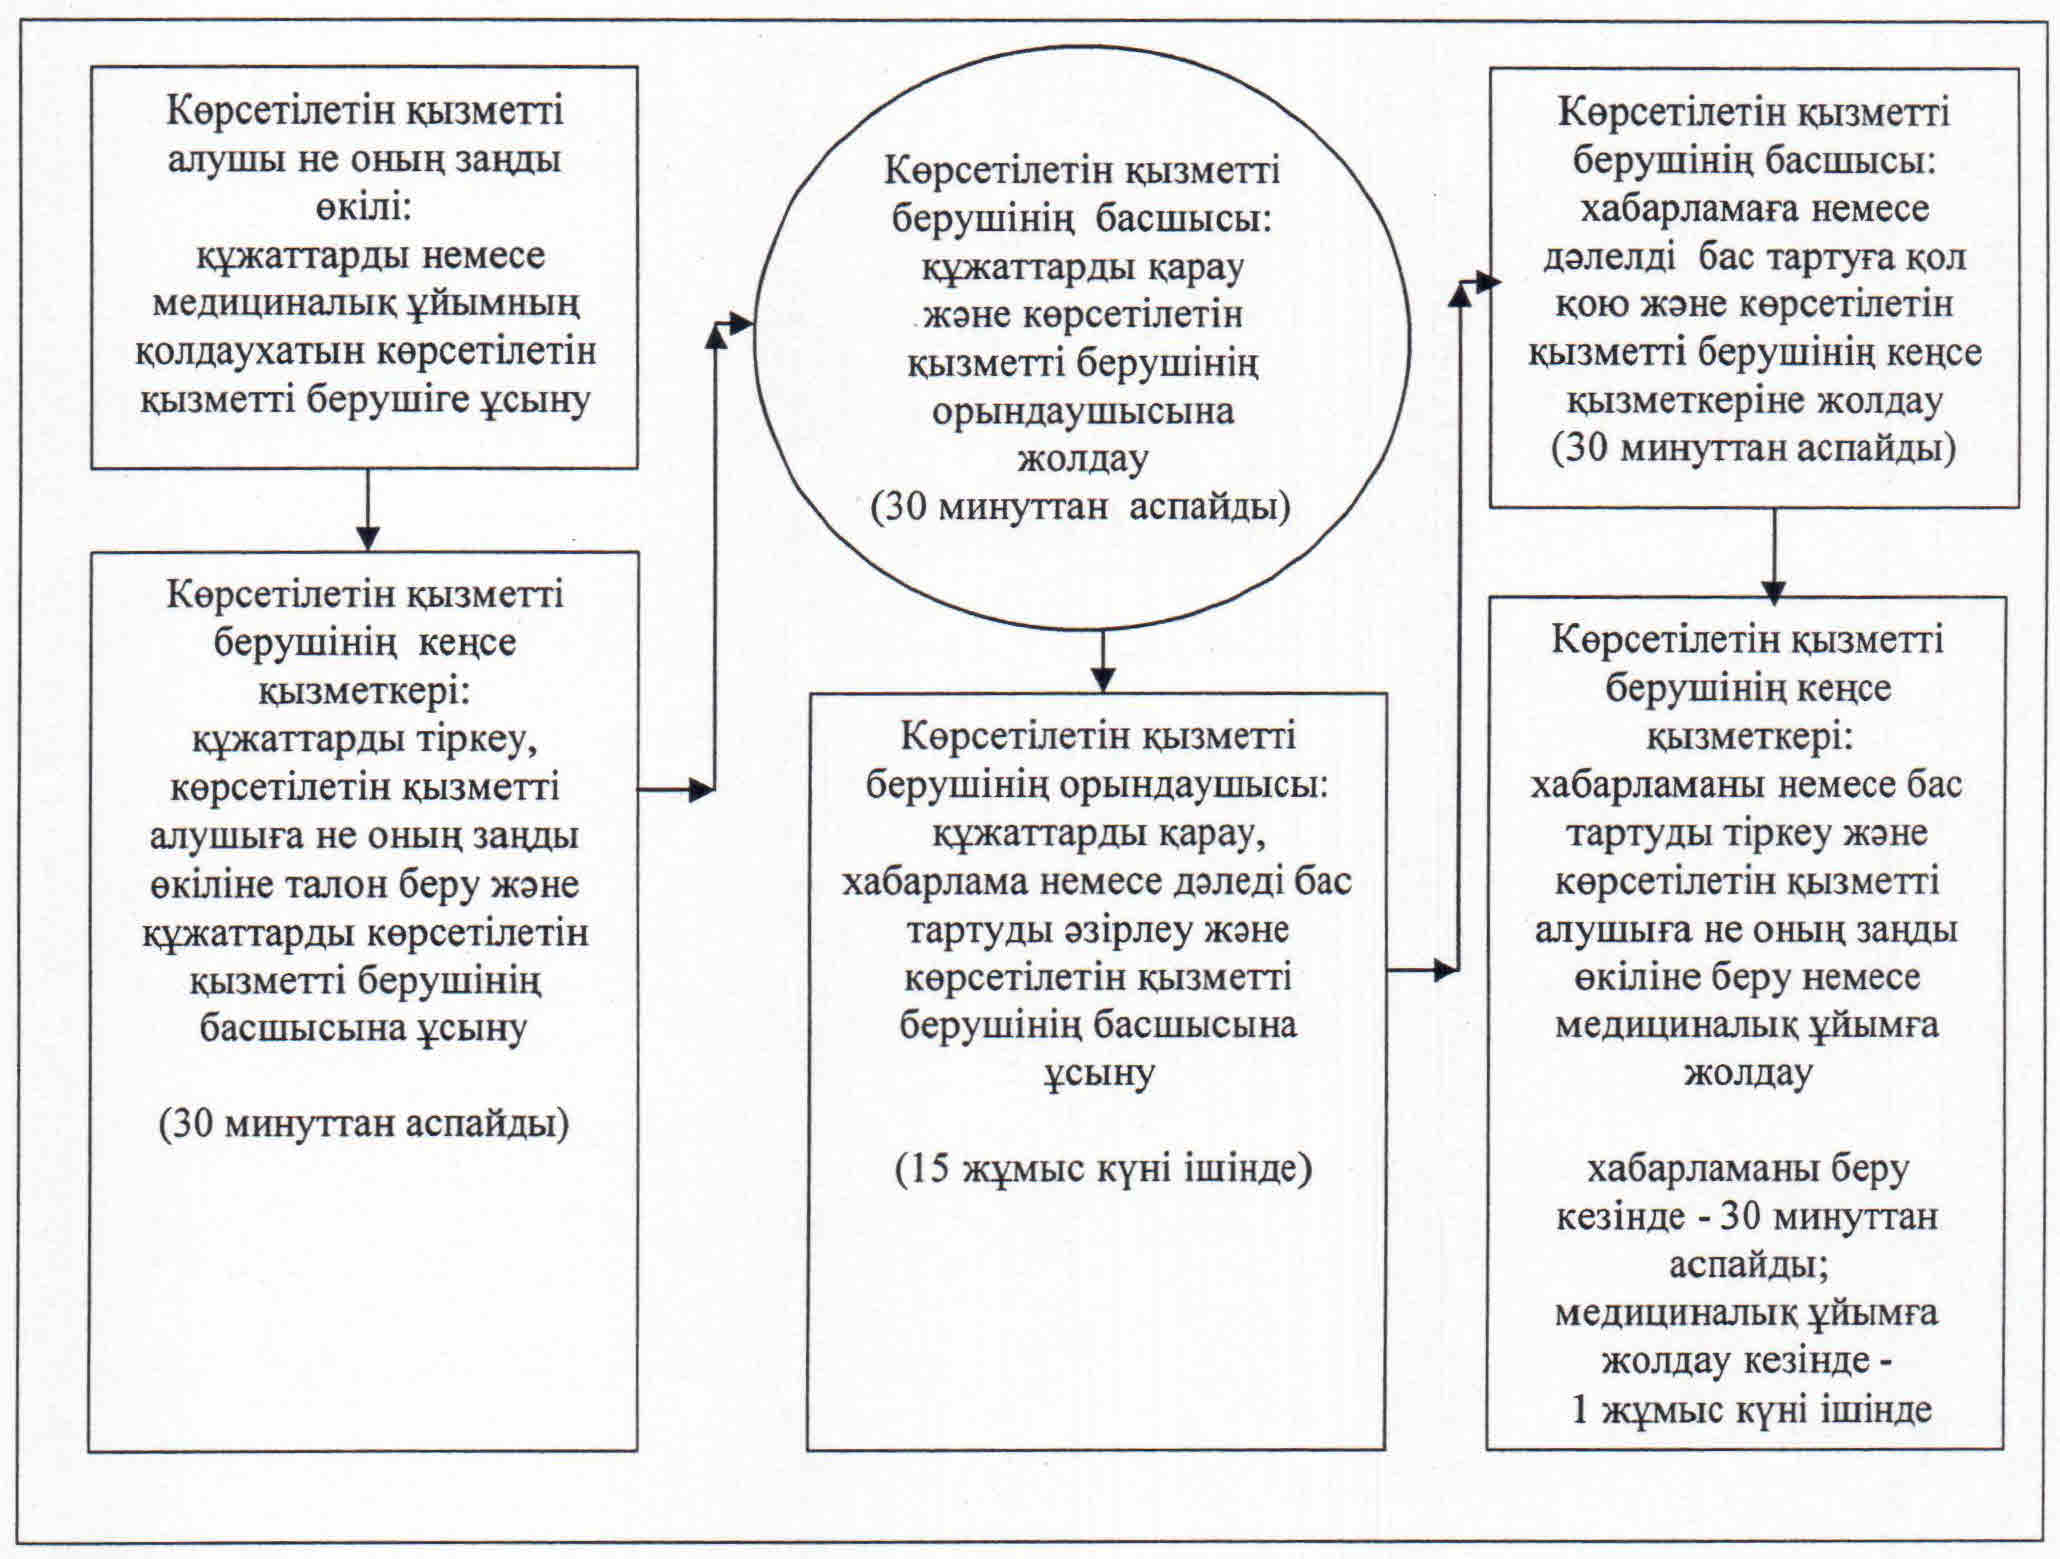 Көрсетілетін қызметті
алушы не оның заңды
өкілі:
құжаттарды немесе
медициналық ұйымның
қолдаухатын көрсетілетін
қызметті берушіге ұсыну
Көрсетілетін қызметті
берушінің кеңсе
қызметкері:
құжаттарды тіркеу,
көрсетілетін қызметті
алушыға не оның заңды
өкіліне талон беру және
құжаттарды көрсетілетін
қызметті берушінің
басшысына ұсыну
(30 минуттан аспайды)
Көрсетілетін қызметті
берушінің басшысы:
құжаттарды қарау
және көрсетілетін
қызметті берушінің
орындаушысына
жолдау
(30 минуттан аспайды)
Көрсетілетін қызметті
берушінің орындаушысы:
құжаттарды қарау,
хабарлама немесе дәледі бас
тартуды әзірлеу және
көрсетілетін қызметті
берушінің басшысына
ұсыну
(15 жұмыс күні ішінде)
Көрсетілетін қызметті
берушінің басшысы:
хабарламаға немесе
дәлелді бас тартуға қол
қою және көрсетілетін
қызметті берушінің кеңсе
қызметкеріне жолдау
(30 минуттан аспайды)
Көрсетілетін қызметті
берушінің кеңсе
қызметкері:
хабарламаны немесе бас
тартуды тіркеу және
көрсетілетін қызметті
алушыға не оның заңды
өкіліне беру немесе
медициналық ұйымға
жолдау
хабарламаны беру
кезінде - 30 минуттан
аспайды;
медициналық ұйымға
жолдау кезінде -
1 жұмыс күні ішінде